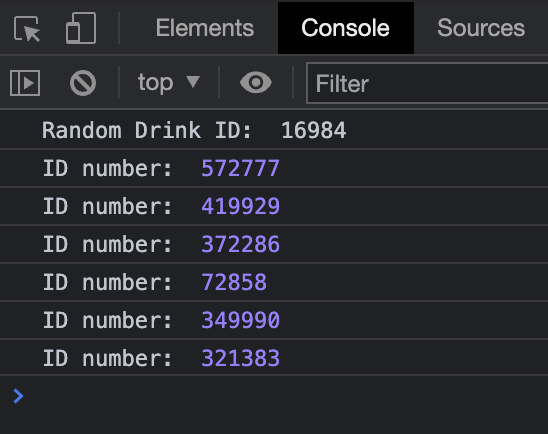 Elements Console Sources
top Filter
Random Drink ID: 16984
ID number: 572777
ID number: 419929
ID number: 372286
ID number: 72858
ID number: 349990
ID number: 321383